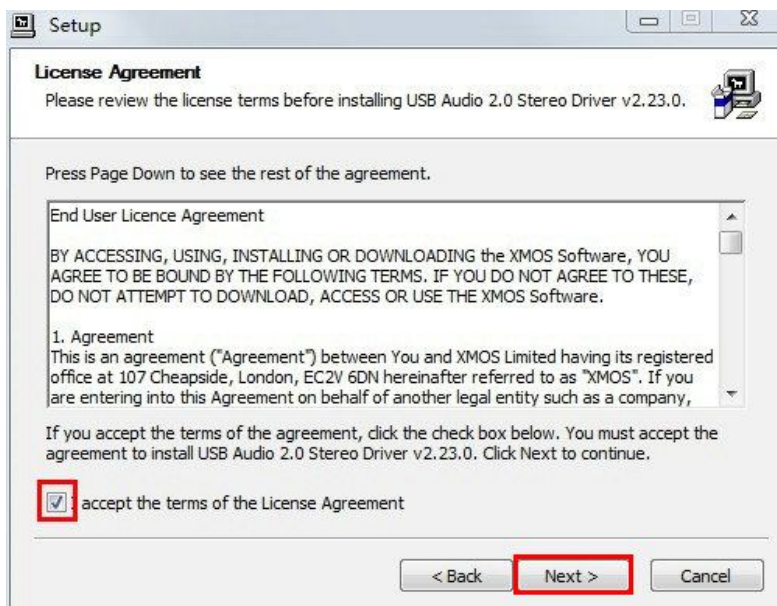 Setup
License Agreement
Please review the license terms before installing USB Audio 2.0 Stereo Driver v2.23.0.
Press Page Down to see the rest of the agreement.
End User Licence Agreement
BY ACCESSING, USING, INSTALLING OR DOWNLOADING the XMOS Software, YOU
AGREE TO BE BOUND BY THE FOLLOWING TERMS. IF YOU DO NOT AGREE TO THESE,
DO NOT ATTEMPT TO DOWNLOAD, ACCESS OR USE THE XMOS Software.
1. Agreement
This is an agreement ("Agreement") between You and XMOS Limited having its registered
office at 107 Cheapside, London, EC2V 6DN hereinafter referred to as "XMOS". If you
are entering into this Agreement on behalf of another legal entity such as a company,
If you accept the terms of the agreement, click the check box below. You must accept the
agreement to install USB Audio 2.0 Stereo Driver v2.23.0. Click Next to continue.
I accept the terms of the License Agreement
< Back Next > Cancel